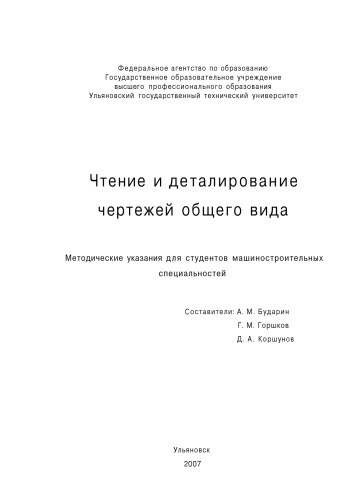 Федеральное агентство по образованию
Государственное образовательное учреждение
высшего профессионального образования
Ульяновский государственный технический университет
Чтение и деталирование
чертежей общего вида
Методические указания для студентов машиностроительных
специальностей
Составители: А. М. Бударин
Г. М. Горшков
Д. А. Коршунов
Ульяновск
2007